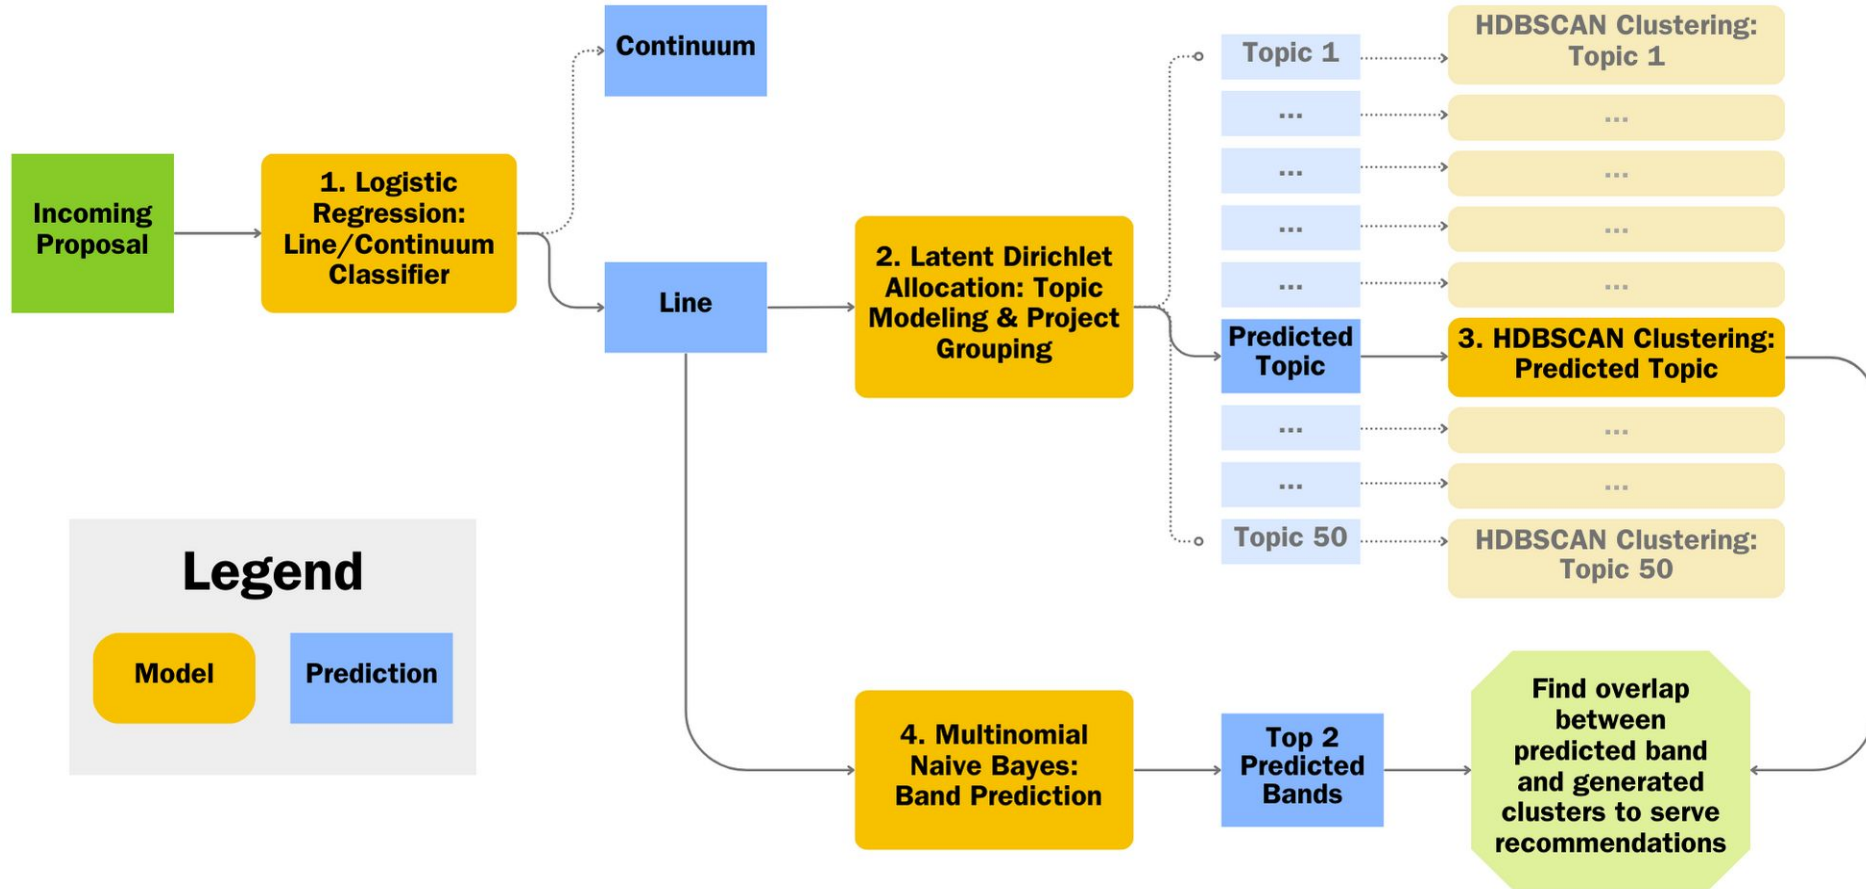 Continuum
Incoming
Proposal
1. Logistic
Regression:
Line/Continuum
Classifier
Line
2. Latent Dirichlet
Allocation: Topic
Modeling & Project
Grouping
Topic 1
...
...
...
...
Predicted
Topic
...
...
Topic 50
HDBSCAN Clustering:
Topic 1
...
...
...
...
3. HDBSCAN Clustering:
Predicted Topic
...
...
HDBSCAN Clustering:
Topic 50
Legend
Model
Prediction
4. Multinomial
Naive Bayes:
Band Prediction
Top 2
Predicted
Bands
Find overlap
between
predicted band
and generated
clusters to serve
recommendations